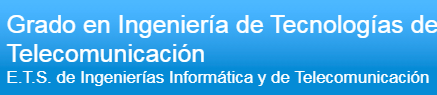 Grado en Ingeniería de Tecnologías de
Telecomunicación
E.T.S. de Ingenierías Informática y de Telecomunicación